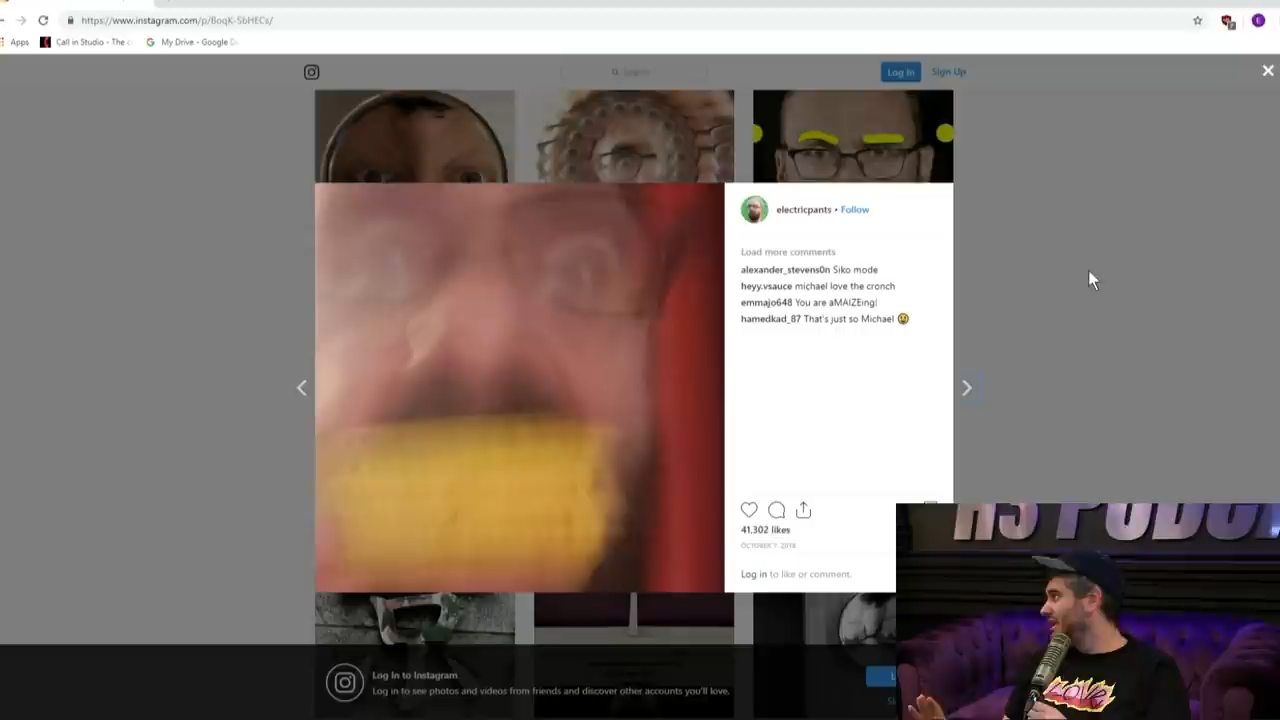 https://www.instagram.com/p/BoqK-SbHECs/
Apps
Call in Studio - The
My Drive - Google
Search
Log In
Sign Up
electricpants • Follow
Load more comments
alexander_stevens0n Siko mode
heyy.vsauce michael love the cronch
emmajo648 You are aMAIZEing!
hamedkad_87 That's just so Michael 😮
41,302 likes
OCTOBER 7, 2018
Log in to like or comment.
H3 PODC
Log In to Instagram
Log in to see photos and videos from friends and discover other accounts you'll love.